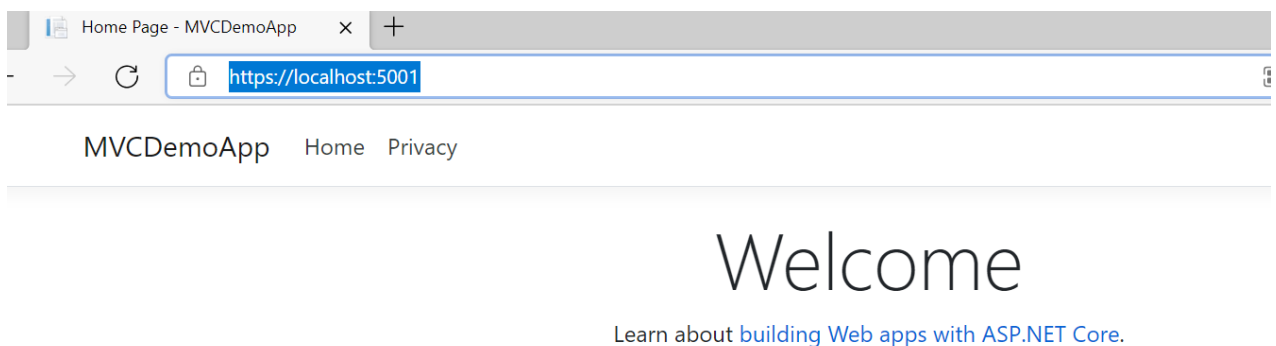 Home Page - MVCDemoApp
https://localhost:5001
MVCDemoApp Home Privacy
Welcome
Learn about building Web apps with ASP.NET Core.